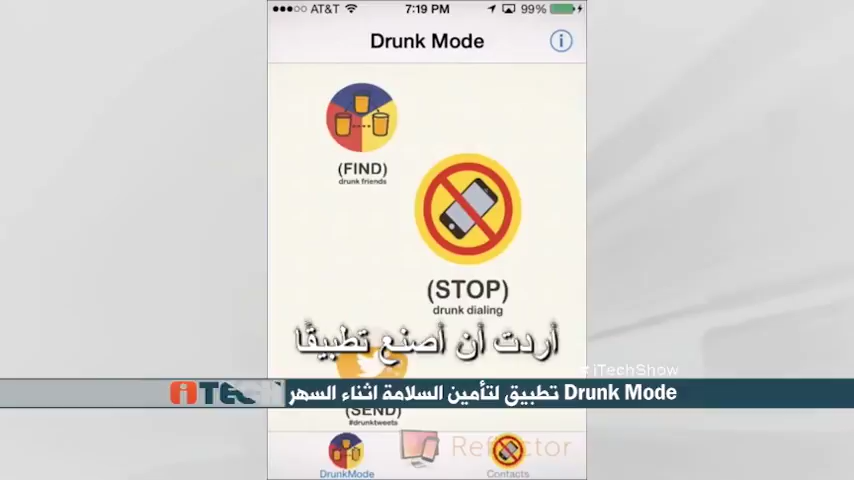 AT&T 7:19 PM 99%
Drunk Mode
(FIND)
drunk friends
(STOP)
drunk dialing
أردت أن أصنع تطبيقًا
iTechShow
iTECH Drunk Mode تطبيق لتأمين السلامة اثناء السهر
(SEND)
#drunktweets
Reflector
DrunkMode Contacts